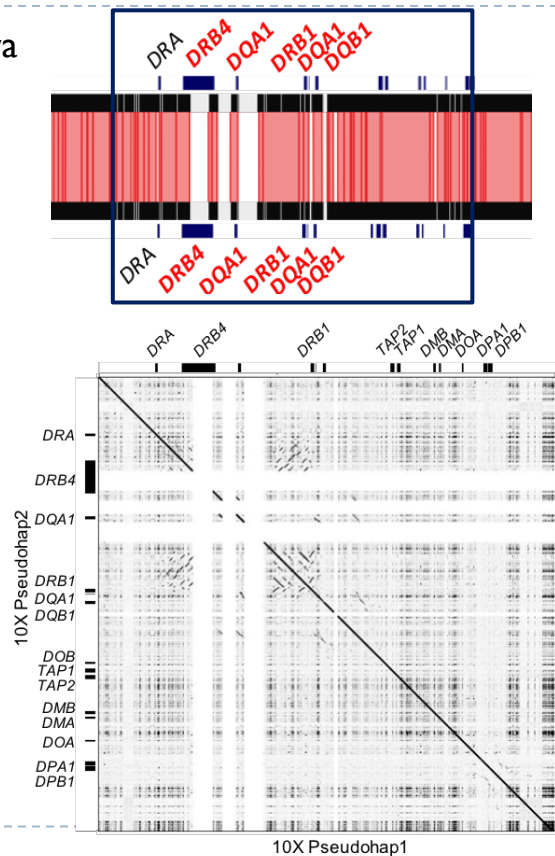 va
DRA
DRB4
DQA1
DRB1
DQA1
DQB1
DRA
DRB4
DQA1
DRB1
DQA1
DQB1
DRA
DRB4
DRB1
TAP2
TAP1
DMB
DMA
DOA
DPA1
DPB1
DRA
DRB4
DQA1
DRB1
DQA1
DQB1
DOB
TAP1
TAP2
DMB
DMA
DOA
DPA1
DPB1
10X Pseudohap2
10X Pseudohap1